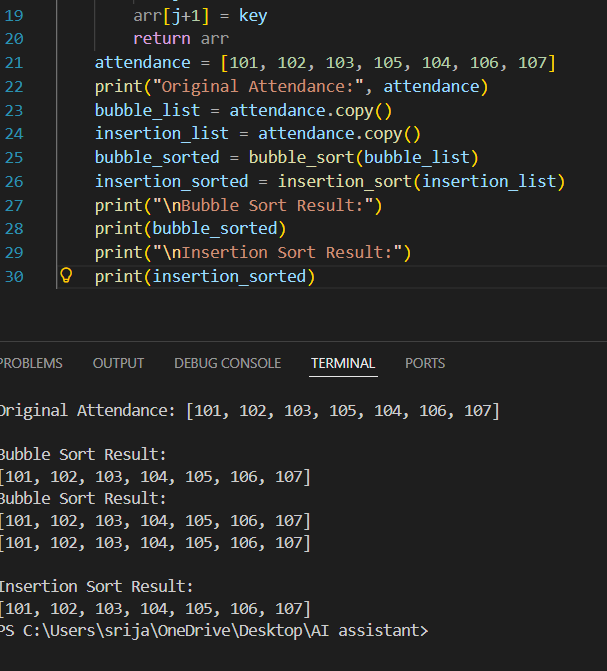 19 arr[j+1] = key
20 return arr
21 attendance = [101, 102, 103, 105, 104, 106, 107]
22 print("Original Attendance:", attendance)
23 bubble_list = attendance.copy()
24 insertion_list = attendance.copy()
25 bubble_sorted = bubble_sort(bubble_list)
26 insertion_sorted = insertion_sort(insertion_list)
27 print("\nBubble Sort Result:")
28 print(bubble_sorted)
29 print("\nInsertion Sort Result:")
30 print(insertion_sorted)
PROBLEMS OUTPUT DEBUG CONSOLE TERMINAL PORTS
Original Attendance: [101, 102, 103, 105, 104, 106, 107]
Bubble Sort Result:
[101, 102, 103, 104, 105, 106, 107]
Bubble Sort Result:
[101, 102, 103, 104, 105, 106, 107]
[101, 102, 103, 104, 105, 106, 107]
Insertion Sort Result:
[101, 102, 103, 104, 105, 106, 107]
PS C:\Users\srija\OneDrive\Desktop\AI assistant>